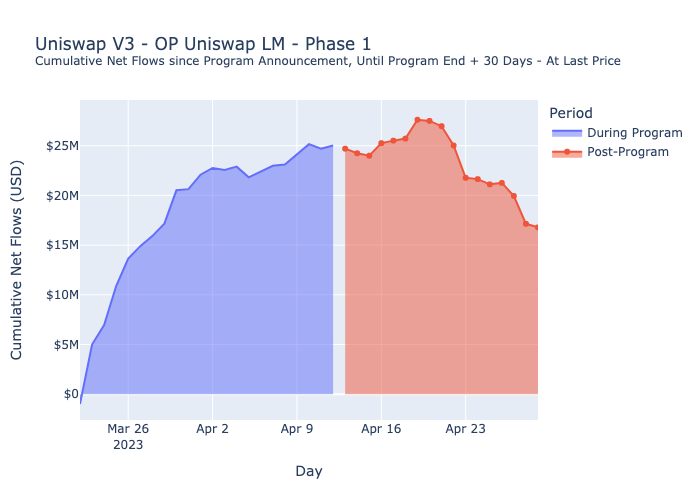 Uniswap V3 - OP Uniswap LM - Phase 1
Cumulative Net Flows since Program Announcement, Until Program End + 30 Days - At Last Price
Period
During Program
Post-Program
Cumulative Net Flows (USD)
$25M
$20M
$15M
$10M
$5M
$0
Mar 26
2023
Apr 2
Apr 9
Apr 16
Apr 23
Day